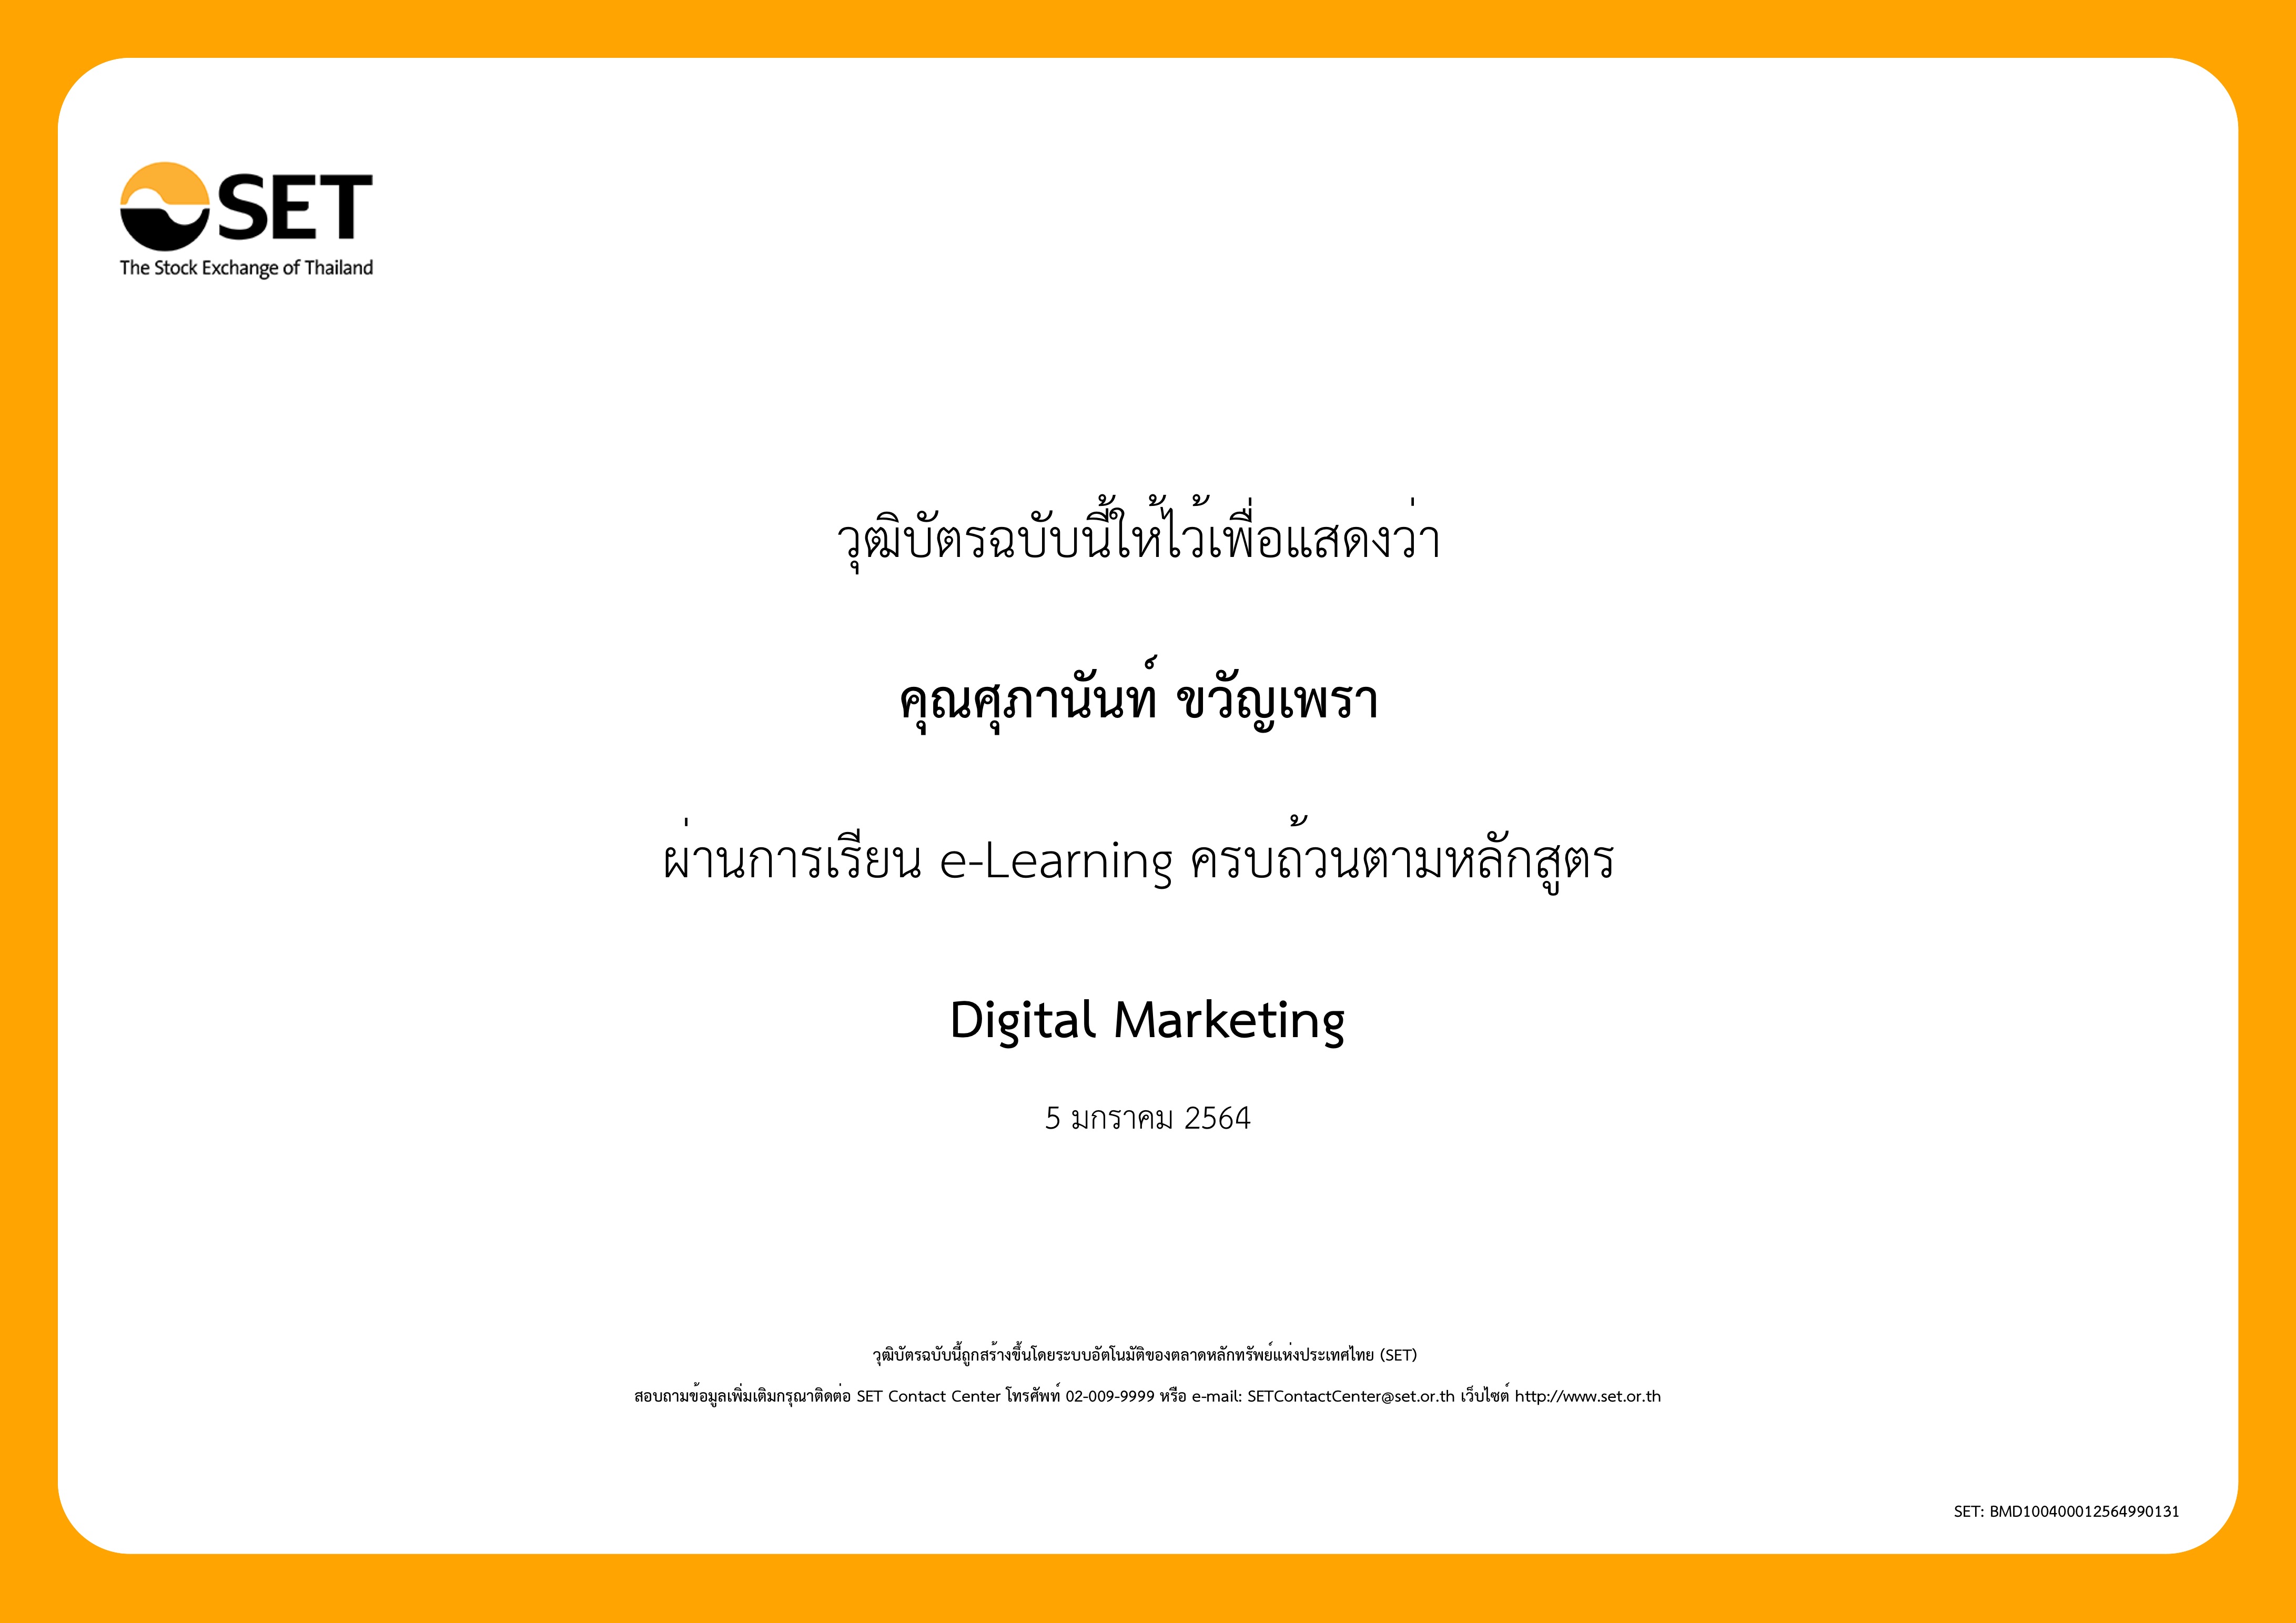 SET
The Stock Exchange of Thailand
วุฒิบัตรฉบับนี้ให้ไว้เพื่อแสดงว่า
คุณศุภานันท์ ขวัญเพรา
ผ่านการเรียน e-Learning ครบถ้วนตามหลักสูตร
Digital Marketing
5 มกราคม 2564
วุฒิบัตรฉบับนี้ถูกสร้างขึ้นโดยระบบอัตโนมัติของตลาดหลักทรัพย์แห่งประเทศไทย (SET)
สอบถามข้อมูลเพิ่มเติมกรุณาติดต่อ SET Contact Center โทรศัพท์ 02-009-9999 หรือ e-mail: SETContactCenter@set.or.th เว็บไซต์ http://www.set.or.th
SET: BMD100400012564990131